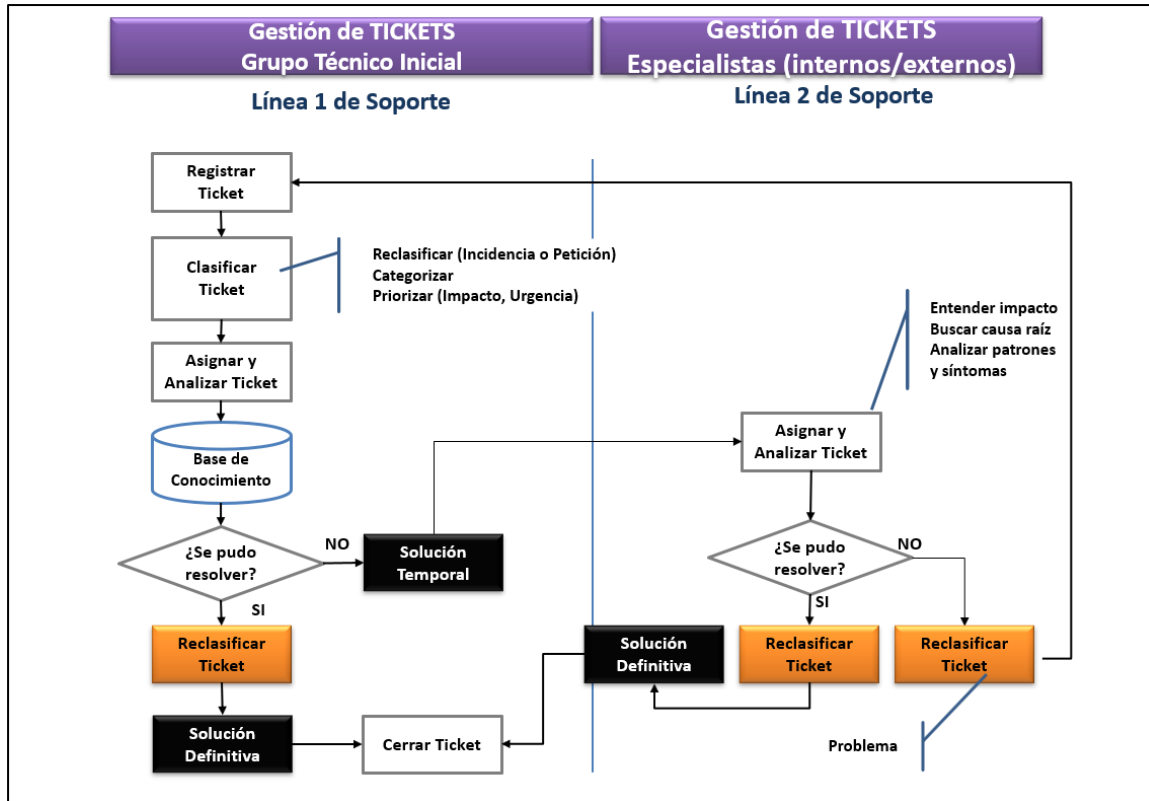 Gestión de TICKETS
Grupo Técnico Inicial
Gestión de TICKETS
Especialistas (internos/externos)
Línea 1 de Soporte
Línea 2 de Soporte
Registrar
Ticket
Clasificar
Ticket
Reclasificar (Incidencia o Petición)
Categorizar
Priorizar (Impacto, Urgencia)
Asignar y
Analizar Ticket
Base de
Conocimiento
¿Se pudo
resolver?
NO
Solución
Temporal
SI
Reclasificar
Ticket
Solución
Definitiva
Cerrar Ticket
Entender impacto
Buscar causa raíz
Analizar patrones
y síntomas
Asignar y
Analizar Ticket
¿Se pudo
resolver?
NO
SI
Solución
Definitiva
Reclasificar
Ticket
Reclasificar
Ticket
Problema